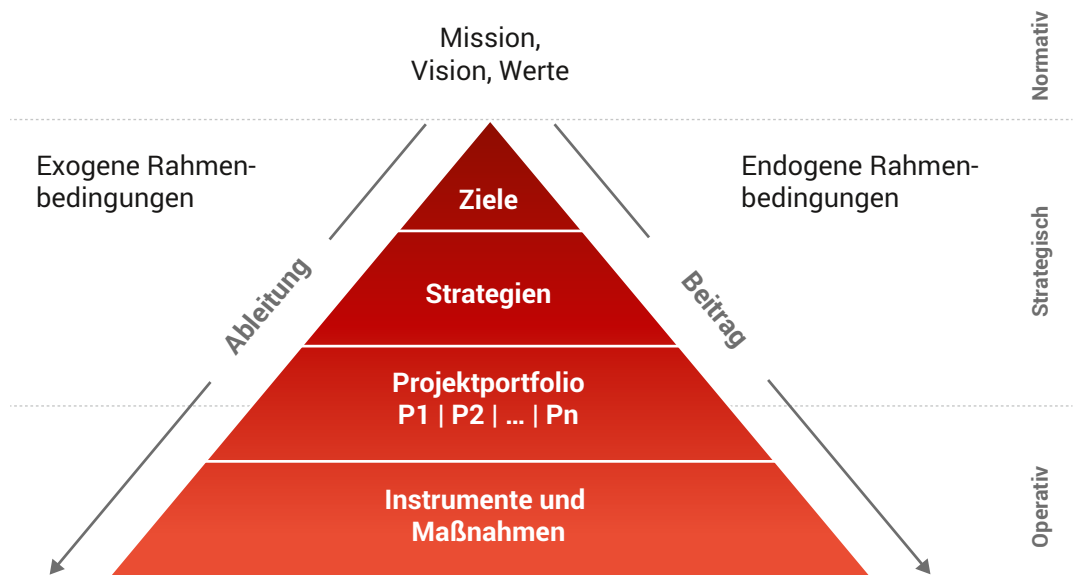 Mission,
Vision, Werte
Normativ
Exogene Rahmen-
bedingungen
Endogene Rahmen-
bedingungen
Ziele
Strategisch
Strategien
Ableitung
Beitrag
Projektportfolio
P1 | P2 | ... | Pn
Instrumente und
Maßnahmen
Operativ